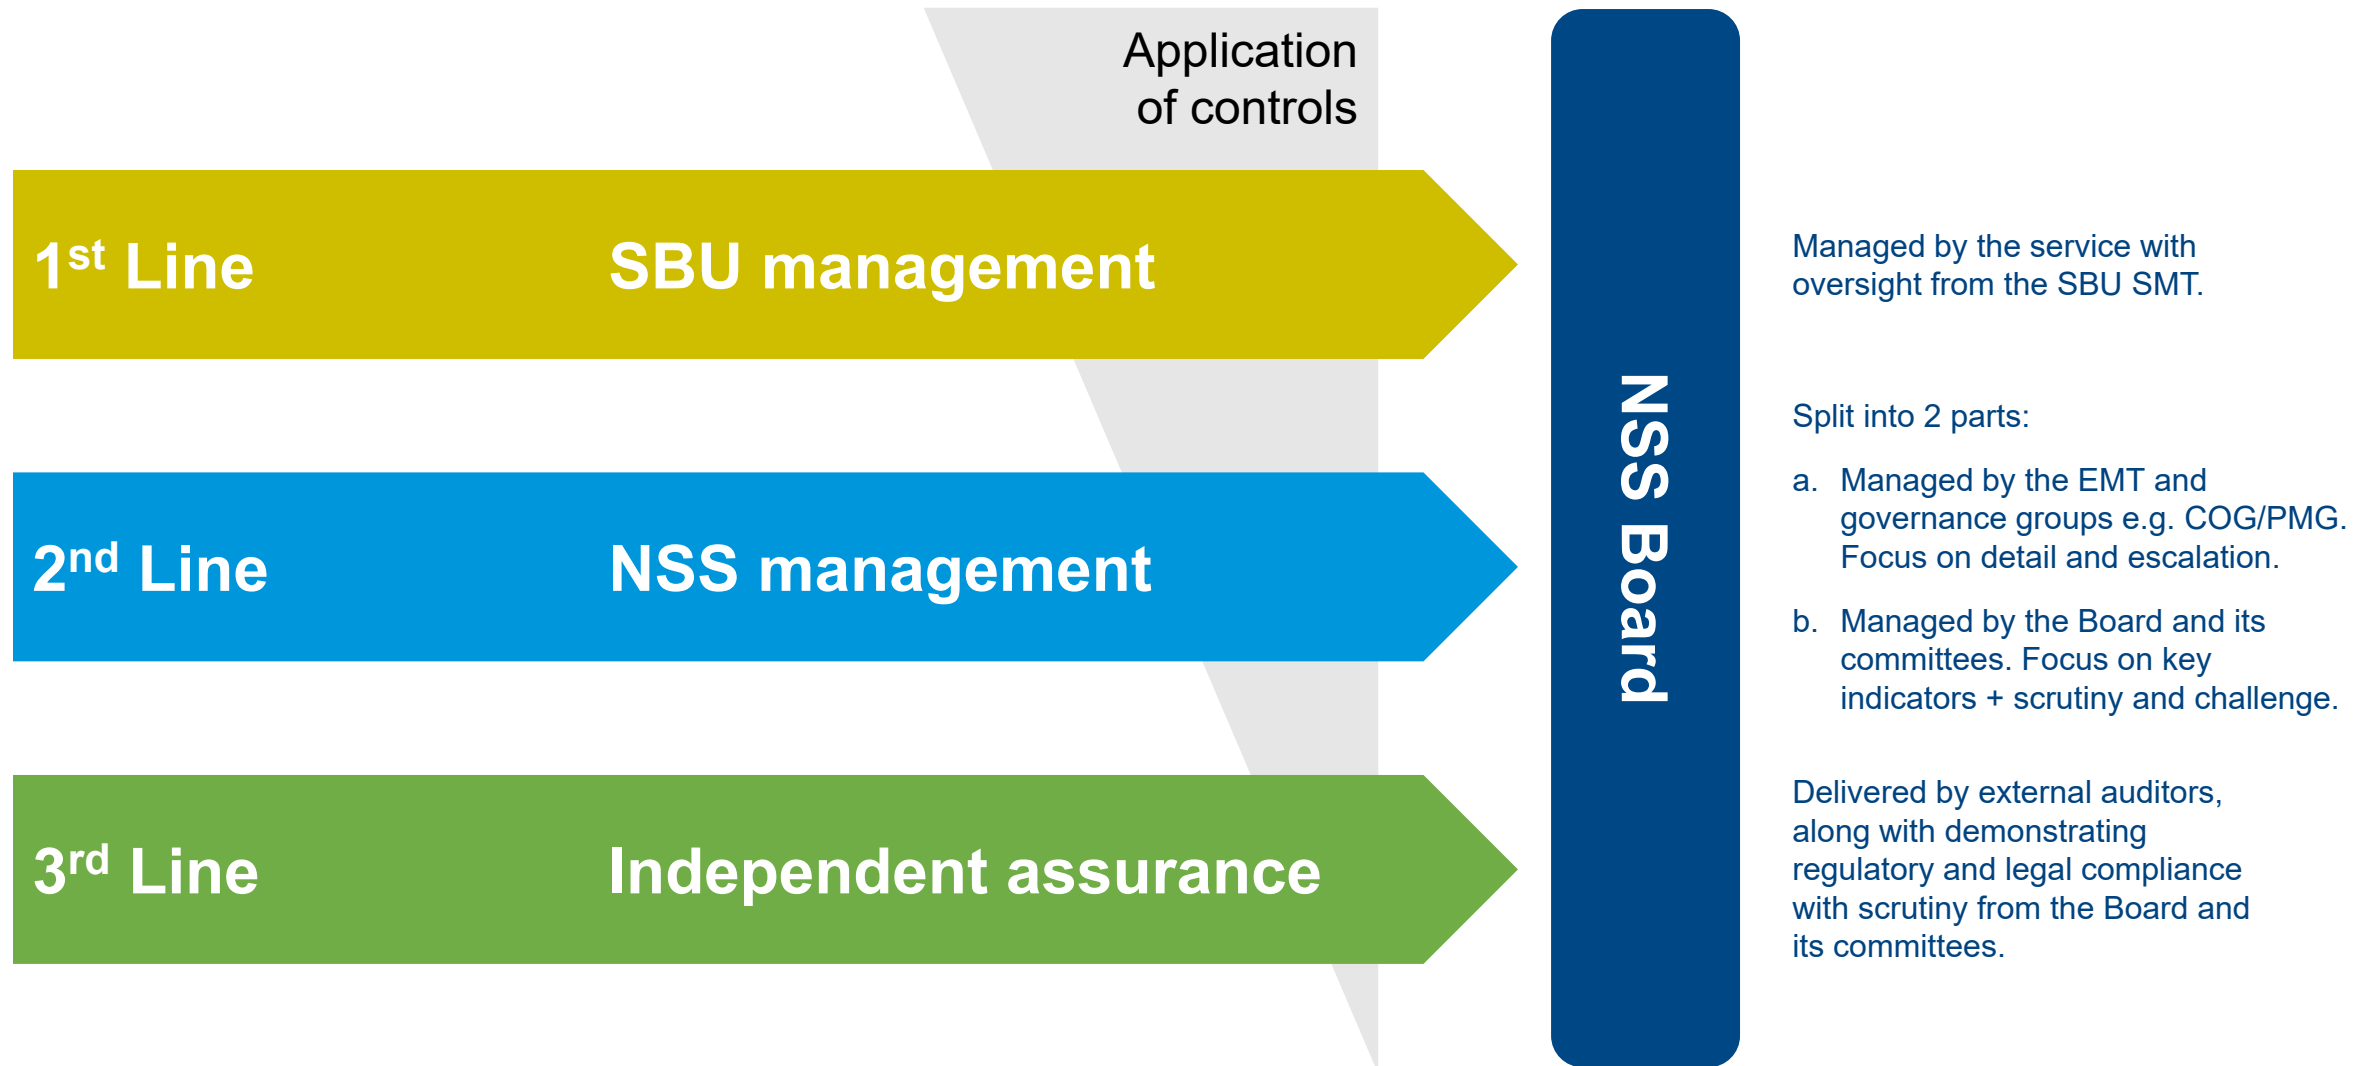 Application
of controls
1st Line
SBU management
Managed by the service with
oversight from the SBU SMT.
2nd Line
NSS management
Split into 2 parts:
a. Managed by the EMT and
governance groups e.g. COG/PMG.
Focus on detail and escalation.
b. Managed by the Board and its
committees. Focus on key
indicators + scrutiny and challenge.
3rd Line
Independent assurance
Delivered by external auditors,
along with demonstrating
regulatory and legal compliance
with scrutiny from the Board and
its committees.
NSS Board